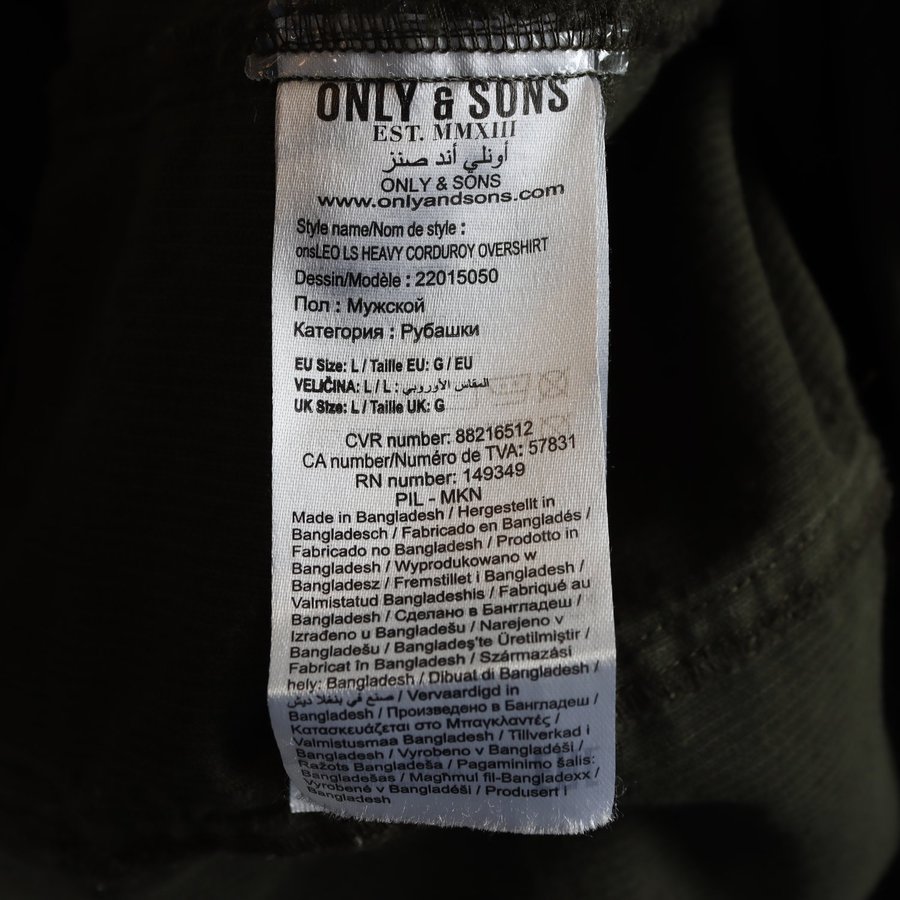 ONLY & SONS
EST. MMXIII
أونلي أند صنز
ONLY & SONS
www.onlyandsons.com
Style name/Nom de style :
onsLEO LS HEAVY CORDUROY OVERSHIRT
Dessin/Modèle : 22015050
Пол : Мужской
Категория : Рубашки
EU Size: L / Taille EU: G / EU
VELIČINA: L / L : المقاس الأوروبي
UK Size: L / Taille UK: G
CVR number: 88216512
CA number/Numéro de TVA: 57831
RN number: 149349
PIL - MKN
Made in Bangladesh / Hergestellt in
Bangladesch / Fabricado en Bangladés /
Fabricado no Bangladesh / Prodotto in
Bangladesh / Wyprodukowano w
Bangladesz / Fremstillet i Bangladesh /
Valmistatud Bangladeshis / Fabriqué au
Bangladesh / Сделано в Бангладеш /
Izrađeno u Bangladešu / Narejeno v
Bangladešu / Bangladeş'te Üretilmiştir /
Fabricat în Bangladesh / Származási
hely: Bangladesh / Dibuat di Bangladesh /
صنع في بنغلا ديش / Vervaardigd in
Bangladesh / Произведено в Бангладеш /
Κατασκευάζεται στο Μπαγκλαντές /
Valmistusmaa Bangladesh / Tillverkad i
Bangladesh / Vyrobeno v Bangladéši /
Ražots Bangladeša / Pagaminimo šalis:
Bangladešas / Magħmul fil-Bangladexx /
Vyrobené v Bangladéši / Produsert i
Bangladesh